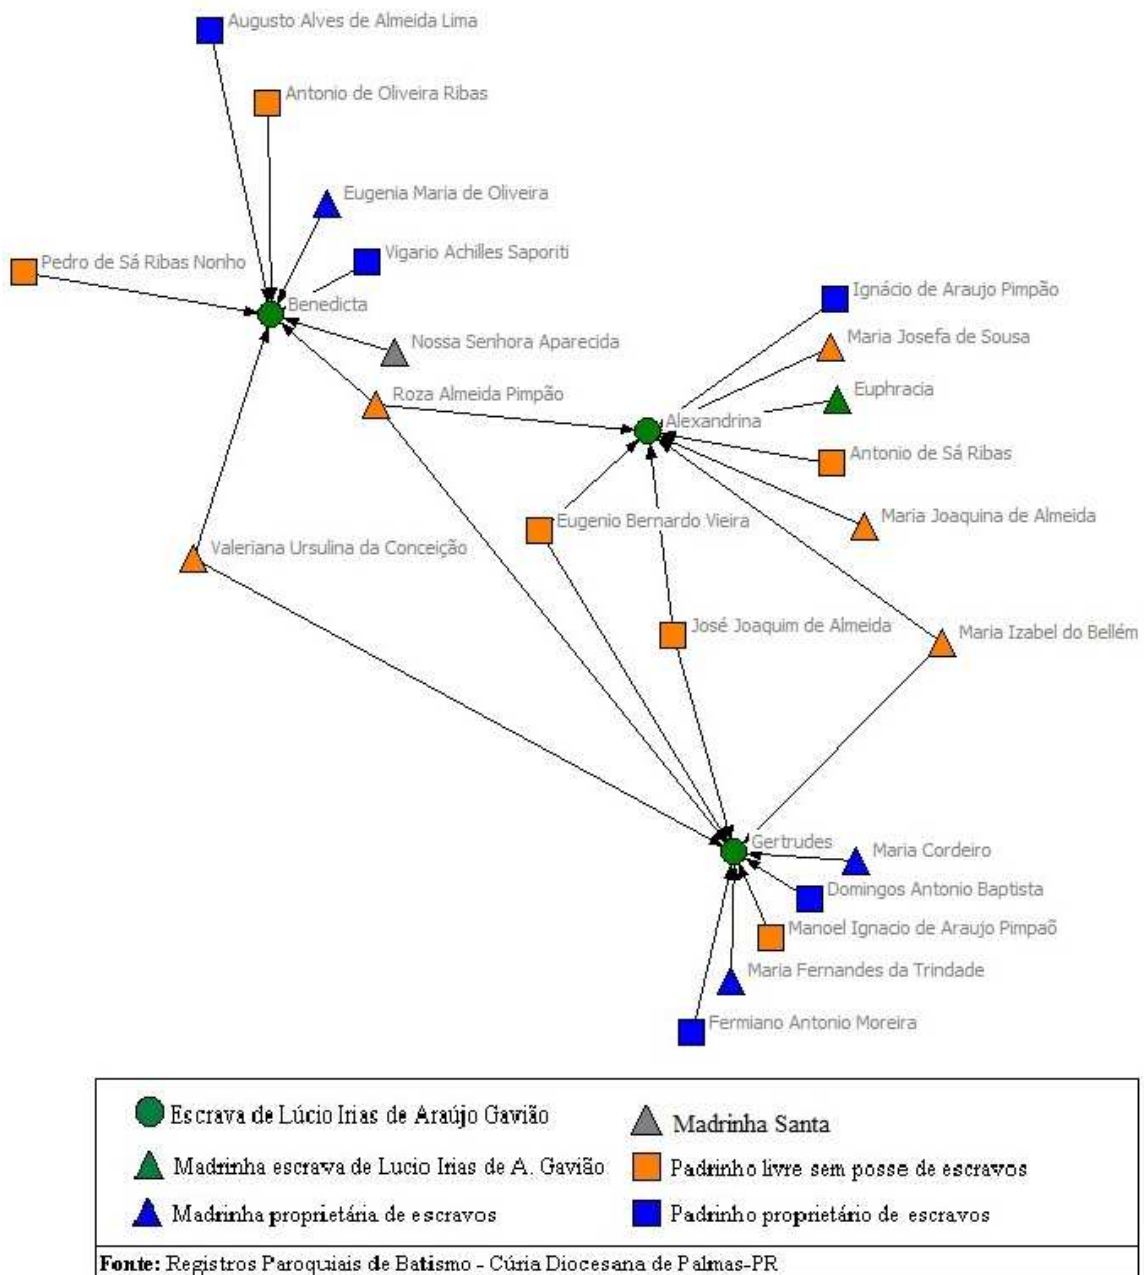 Augusto Alves de Almeida Lima
Antonio de Oliveira Ribas
Eugenia Maria de Oliveira
Vigario Achilles Saporiti
Pedro de Sá Ribas Nonho
Benedicta
Ignácio de Araujo Pimpão
Nossa Senhora Aparecida
Maria Josefa de Sousa
Roza Almeida Pimpão
Euphracia
Alexandrina
Antonio de Sá Ribas
Eugenio Bernardo Vieira
Maria Joaquina de Almeida
Valeriana Ursulina da Conceição
José Joaquim de Almeida
Maria Izabel do Bellém
Gertrudes
Maria Cordeiro
Domingos Antonio Baptista
Manoel Ignacio de Araujo Pimpaõ
Maria Fernandes da Trindade
Fermiano Antonio Moreira
Escrava de Lúcio Irias de Araújo Gavião
Madrinha Santa
Madrinha escrava de Lucio Irias de A. Gavião
Padrinho livre sem posse de escravos
Madrinha proprietária de escravos
Padrinho proprietário de escravos
Fonte: Registros Paroquiais de Batismo - Cúria Diocesana de Palmas-PR